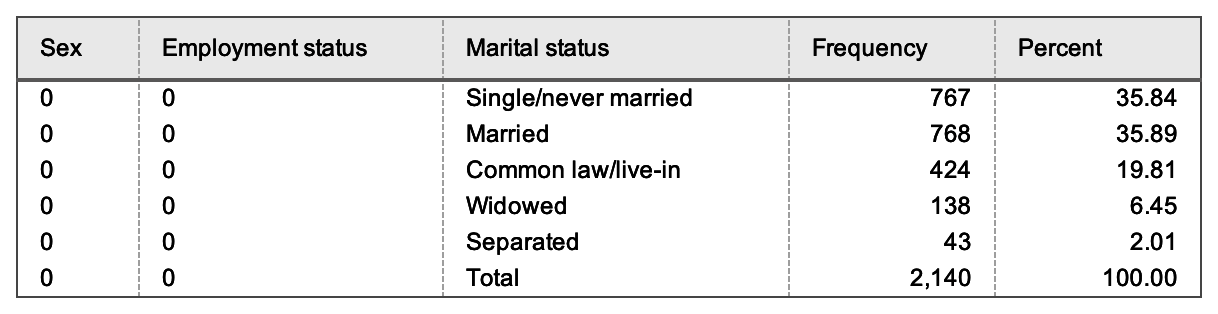 Sex Employment status Marital status Frequency Percent
0 0 Single/never married 767 35.84
0 0 Married 768 35.89
0 0 Common law/live-in 424 19.81
0 0 Widowed 138 6.45
0 0 Separated 43 2.01
0 0 Total 2,140 100.00